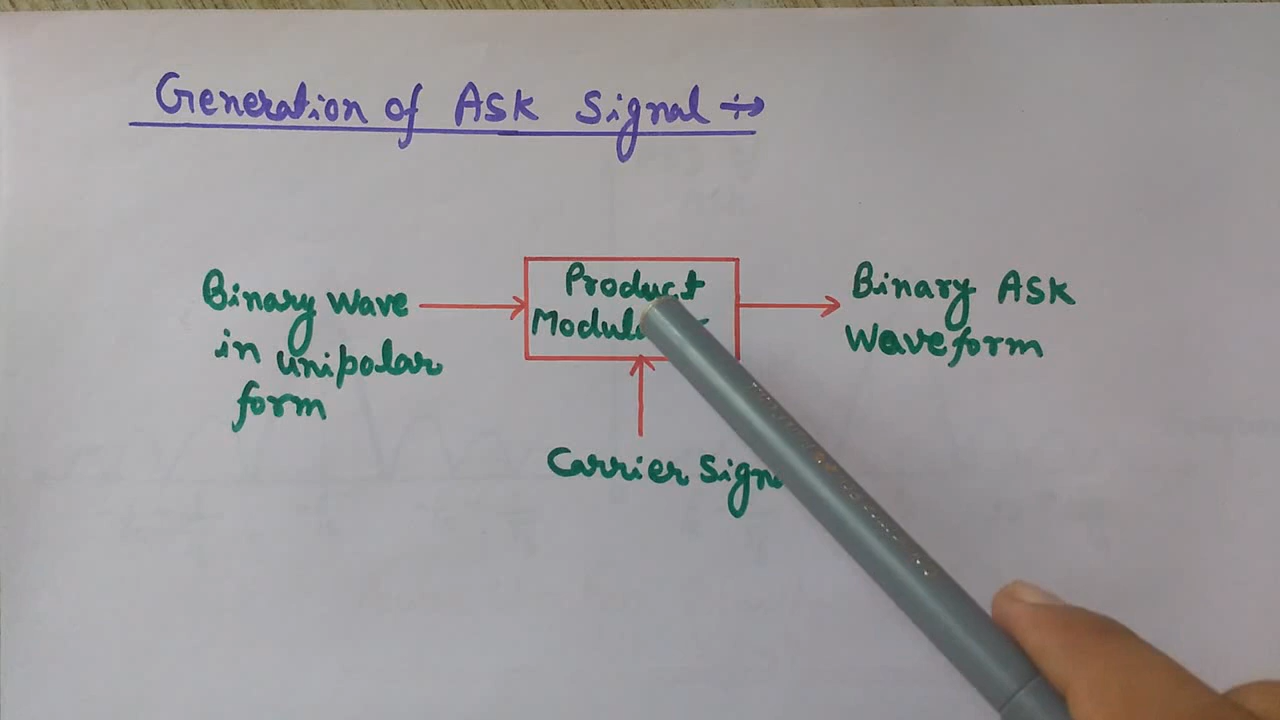 Generation of ASK Signal
Binary Wave
in unipolar
form
Product
Binary ASK
Waveform
Carrier